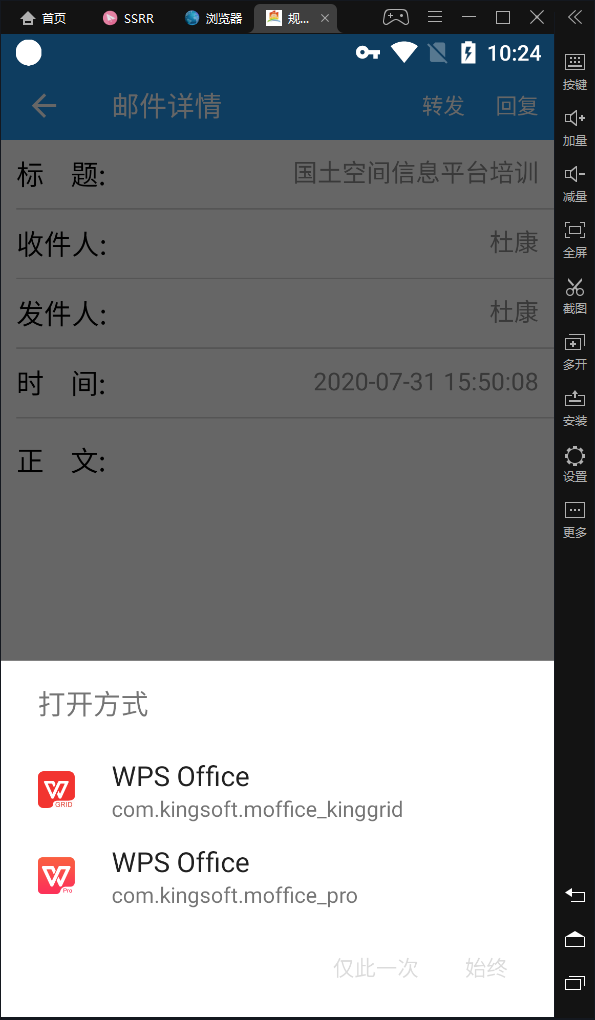 首页 SSRR 浏览器 规...
10:24
按键
加量
减量
全屏
截图
多开
安装
设置
更多
邮件详情 转发 回复
标 题: 国土空间信息平台培训
收件人: 杜康
发件人: 杜康
时 间: 2020-07-31 15:50:08
正 文:
打开方式
GRID
WPS Office
com.kingsoft.moffice_kinggrid
Pro
WPS Office
com.kingsoft.moffice_pro
仅此一次 始终